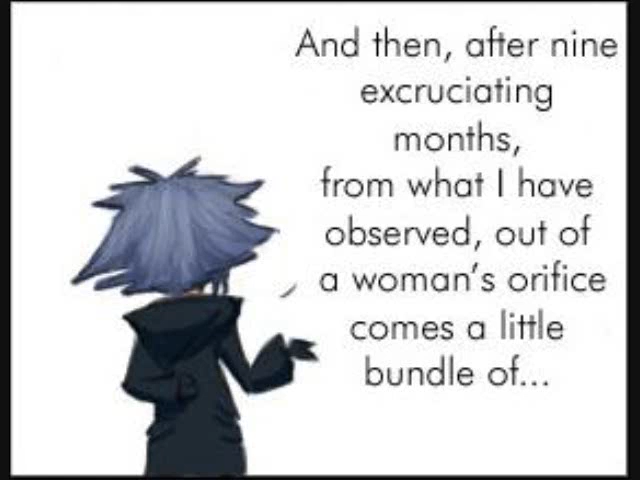 And then, after nine
excruciating
months,
from what I have
observed, out of
a woman's orifice
comes a little
bundle of...